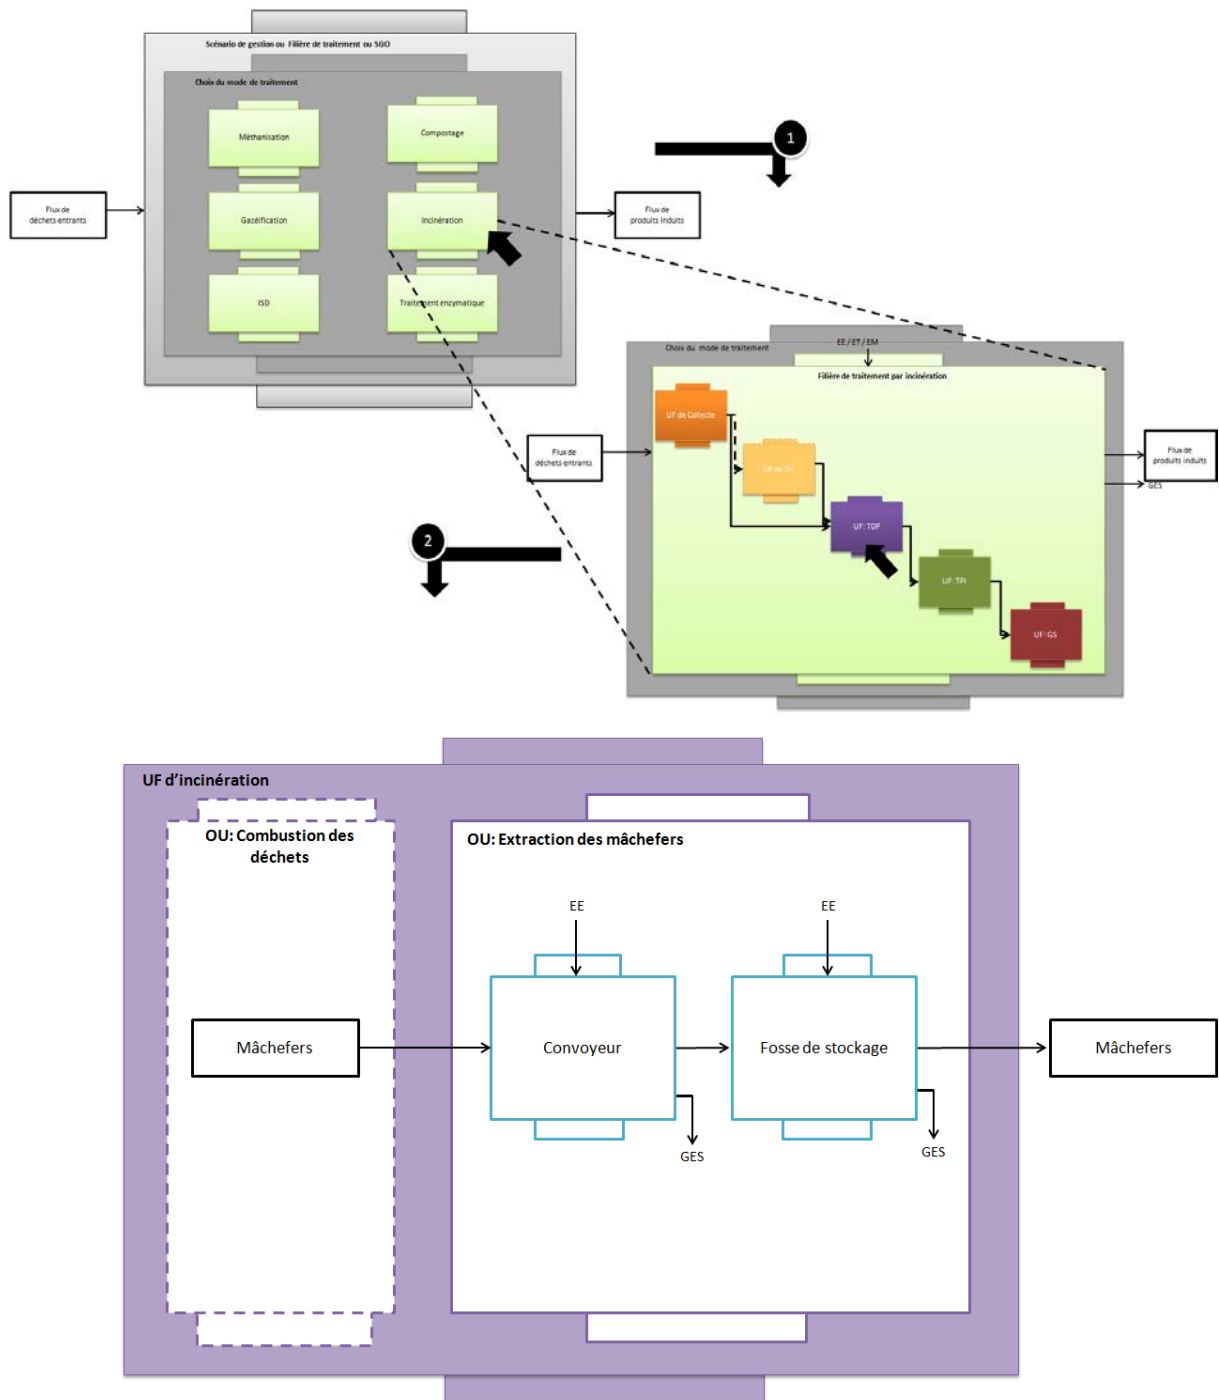 Scénario de gestion ou Filière de traitement ou SGO
Choix du mode de traitement
Méthanisation
Compostage
1
Flux de
déchets entrants
Gazéification
Incinération
Flux de
produits induits
ISD
Traitement enzymatique
Choix du mode de traitement
EE / ET / EM
Filière de traitement par incinération
UF de Collecte
Flux de
déchets entrants
UF de Tri
Flux de
produits induits
GES
UF: TDP
2
UF: TPI
UF: GS
UF d’incinération
OU: Combustion des
déchets
OU: Extraction des mâchefers
EE
EE
Mâchefers
Convoyeur
Fosse de stockage
Mâchefers
GES
GES